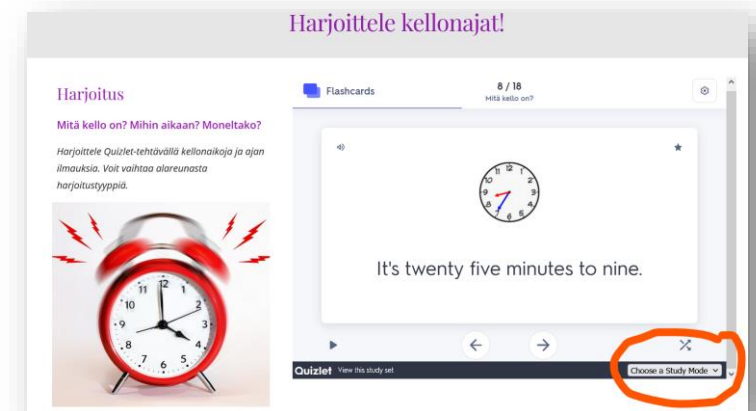 Harjoittele kellonajat!
Harjoitus
Mitä kello on? Mihin aikaan? Moneltako?
Harjoittele Quizlet-tehtävällä kellonaikoja ja ajan
ilmauksia. Voit vaihtaa alareunasta
harjoitustyyppiä.
Flashcards
8 / 18
Mitä kello on?
It's twenty five minutes to nine.
Quizlet View this study set
Choose a Study Mode